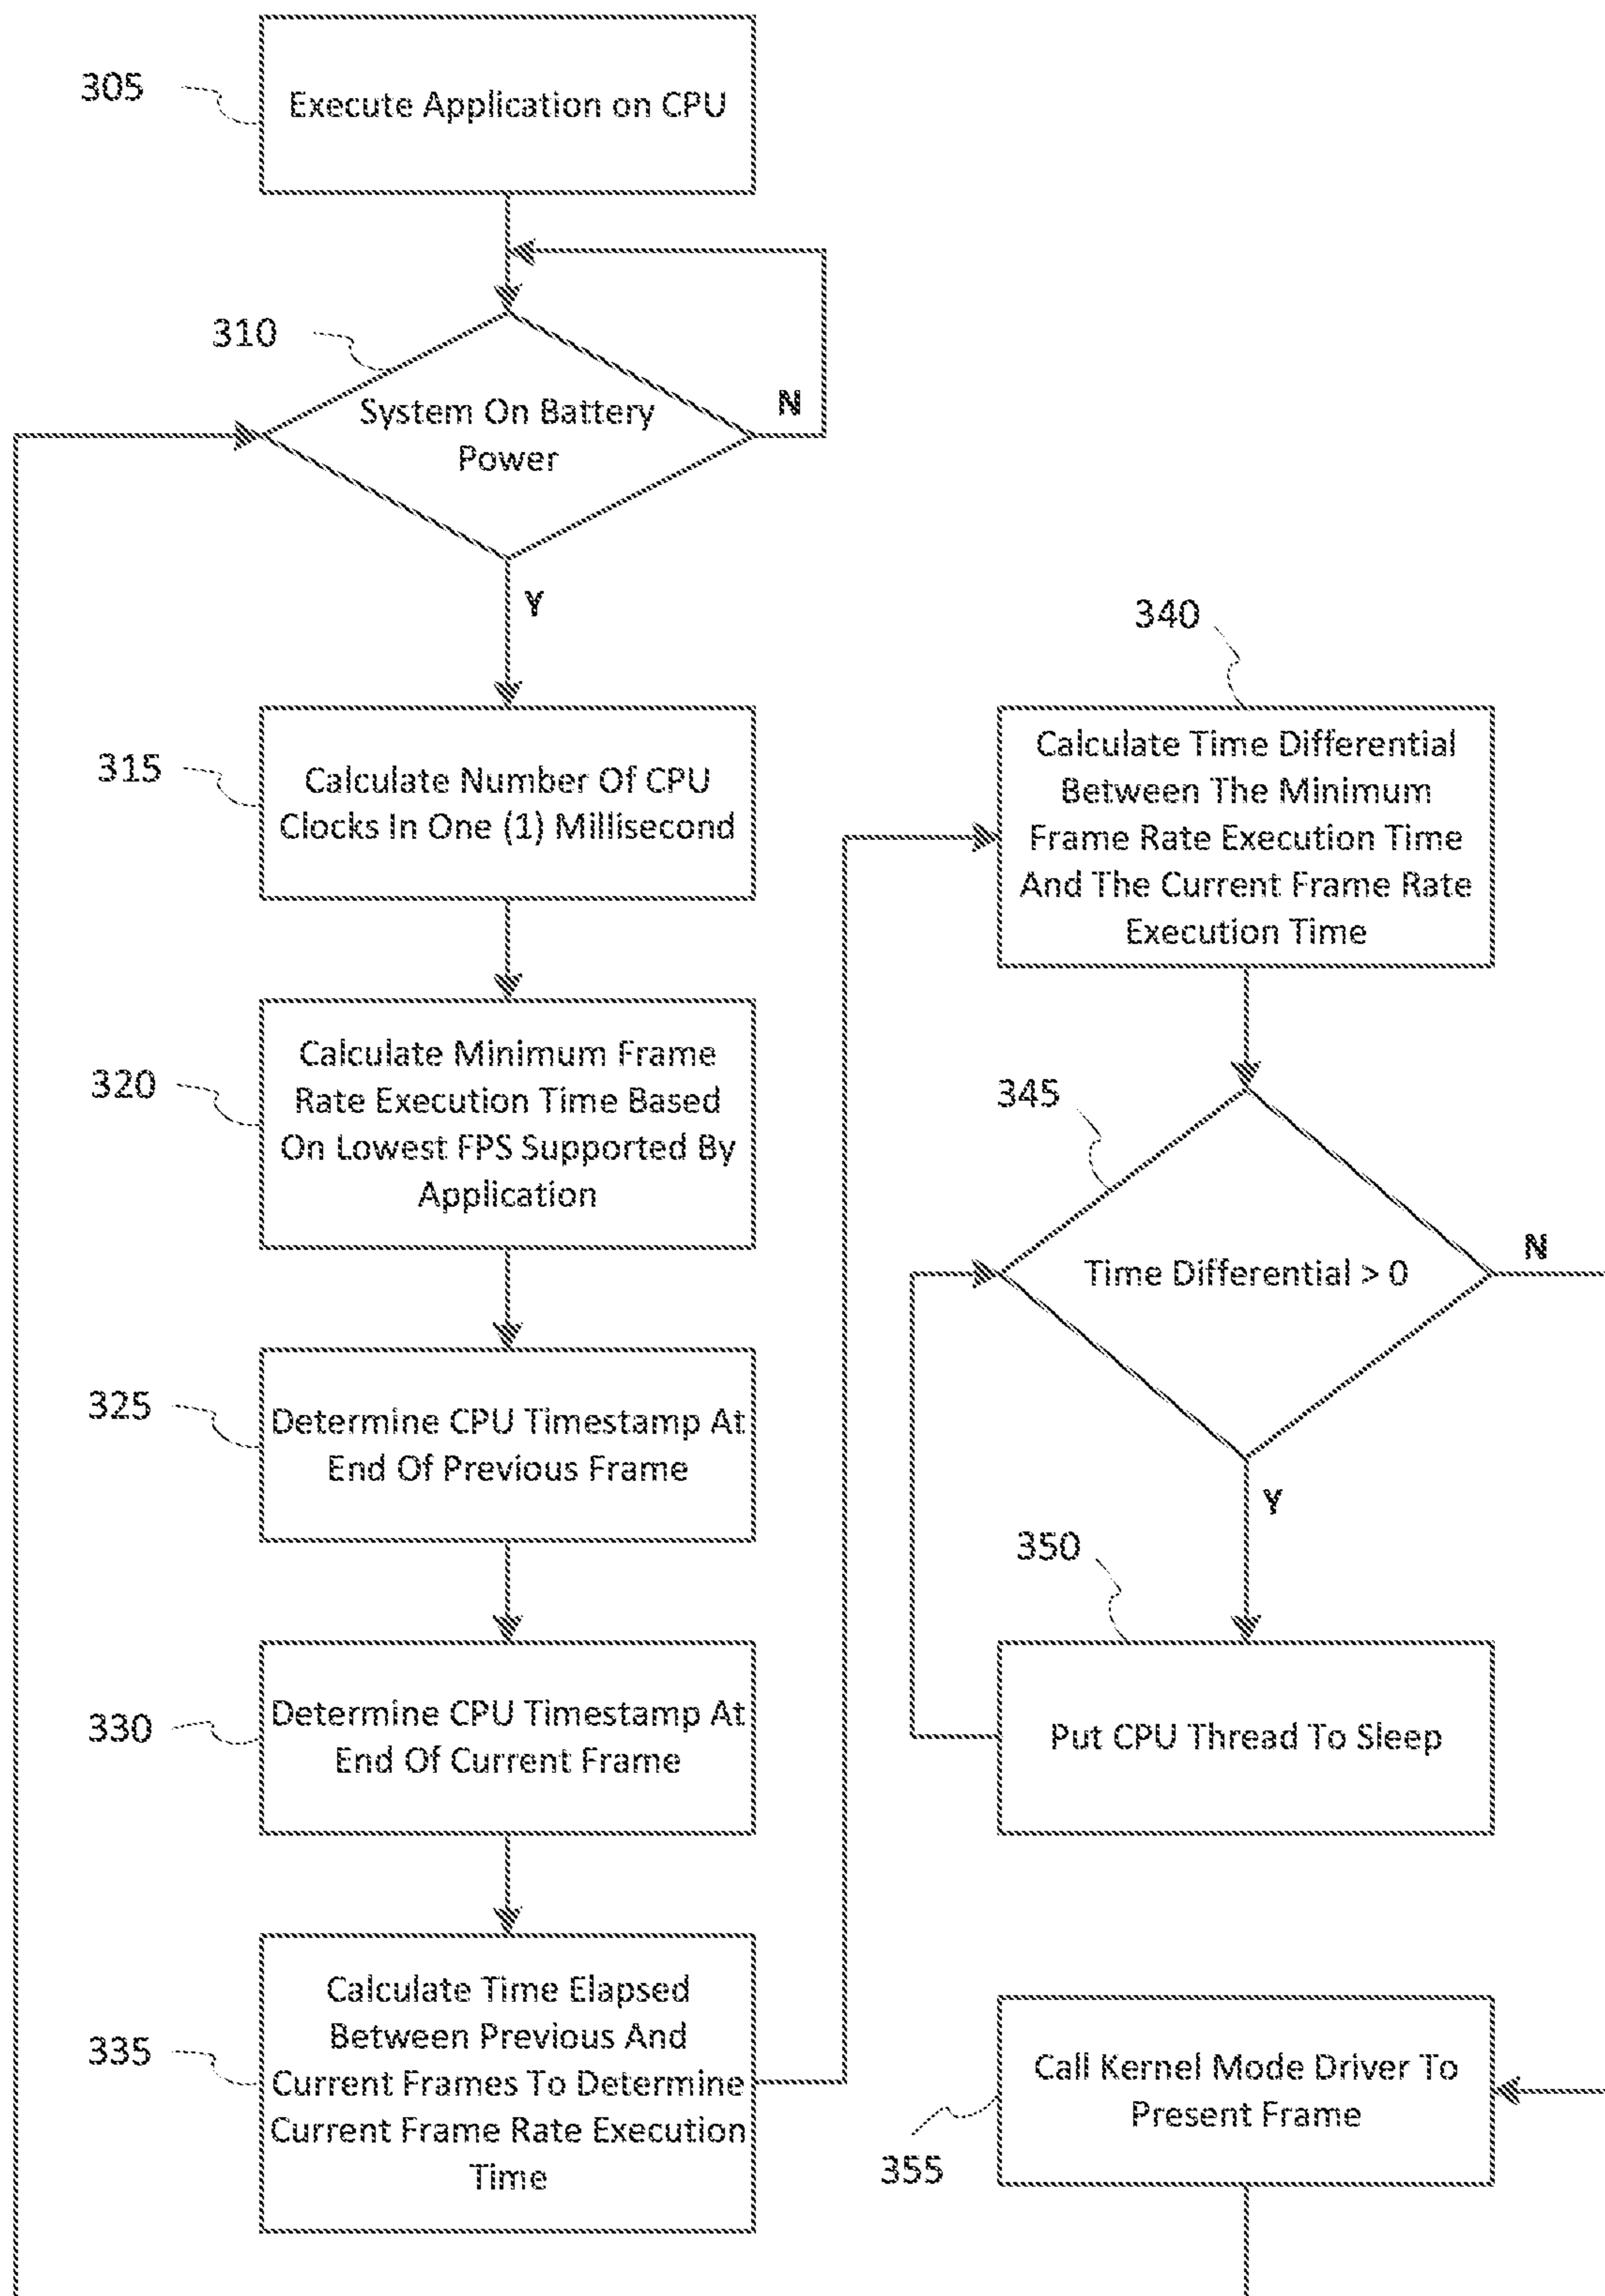 305
Execute Application on CPU
310
System On Battery
Power
N
Y
315
Calculate Number Of CPU
Clocks In One (1) Millisecond
320
Calculate Minimum Frame
Rate Execution Time Based
On Lowest FPS Supported By
Application
325
Determine CPU Timestamp At
End Of Previous Frame
330
Determine CPU Timestamp At
End Of Current Frame
335
Calculate Time Elapsed
Between Previous And
Current Frames To Determine
Current Frame Rate Execution
Time
340
Calculate Time Differential
Between The Minimum
Frame Rate Execution Time
And The Current Frame Rate
Execution Time
345
Time Differential > 0
N
Y
350
Put CPU Thread To Sleep
Call Kernel Mode Driver To
Present Frame
355